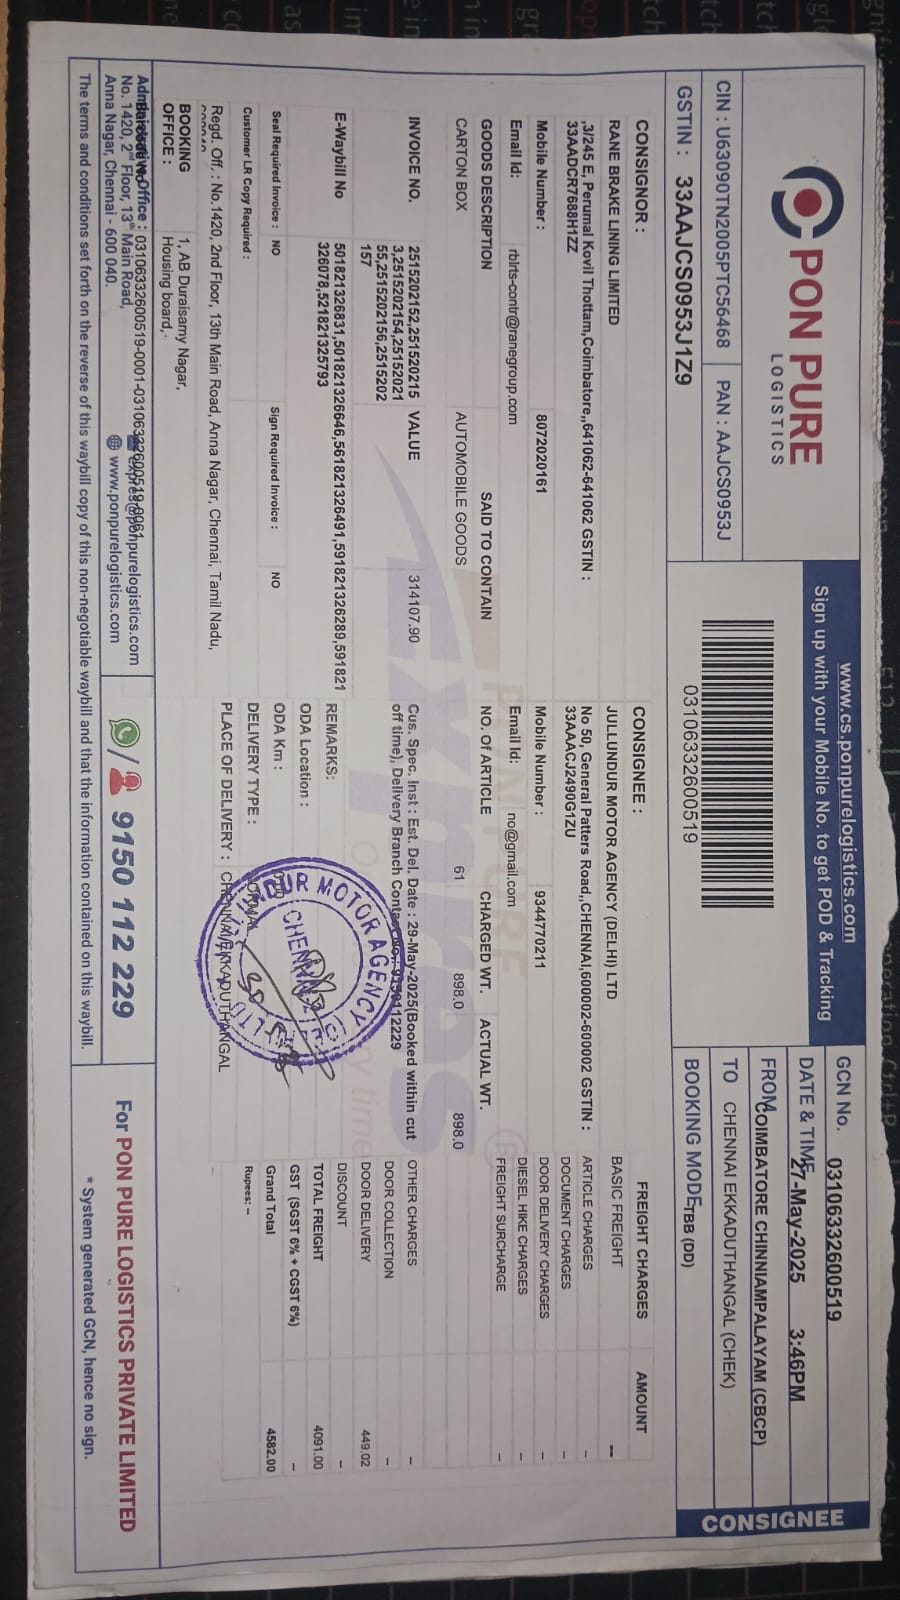 PON PURE
LOGISTICS
www.cs.ponpurelogistics.com
Sign up with your Mobile No. to get POD & Tracking
CIN : U63090TN2005PTC56468
PAN : AAJCS0953J
GSTIN : 33AAJCS0953J1Z9
0310633260051​9
GCN No. 03106332600519
DATE & TIME 27-May-2025 3:46PM
FROM COIMBATORE CHINNIAMPALAYAM (CBCP)
TO CHENNAI EKKADUTHANGAL (CHEK)
BOOKING MODE TBB (DD)
CONSIGNEE
CONSIGNOR :
RANE BRAKE LINING LIMITED
,3/245 E, Perumal Kovil Thottam,Coimbatore,,641062-641062 GSTIN :
33AADCR7688H1ZZ
Mobile Number : 8072020161
Email Id: rblrts-contr@ranegroup.com
CONSIGNEE :
JULLUNDUR MOTOR AGENCY (DELHI) LTD
No 50, General Patters Road,,CHENNAI,600002-600002 GSTIN :
33AAACJ2490G1ZU
Mobile Number : 9344770211
Email Id: no@gmail.com
GOODS DESCRIPTION SAID TO CONTAIN NO. Of ARTICLE CHARGED WT. ACTUAL WT.
CARTON BOX AUTOMOBILE GOODS 61 898.0 898.0
INVOICE NO. 2515202152,251520215
3,2515202154,25152021
55,2515202156,2515202
157
VALUE 314107.90
Cus. Spec. Inst : Est. Del. Date : 29-May-2025(Booked within cut
off time), Delivery Branch Contact No : 9150112229
E-Waybill No 501821326831,501821326646,561821326491,591821326289,591821
326078,521821325793
REMARKS:
ODA Location :
Seal Required Invoice : NO Sign Required Invoice : NO
ODA Km :
Customer LR Copy Required :
DELIVERY TYPE : NORMAL
PLACE OF DELIVERY : CHENNAI/EKKADUTHANGAL
FREIGHT CHARGES AMOUNT
BASIC FREIGHT --
ARTICLE CHARGES –
DOCUMENT CHARGES –
DOOR DELIVERY CHARGES –
DIESEL HIKE CHARGES –
FREIGHT SURCHARGE –
OTHER CHARGES –
DOOR COLLECTION –
DOOR DELIVERY 449.02
DISCOUNT –
TOTAL FREIGHT 4091.00
GST (SGST 6% + CGST 6%) –
Grand Total 4582.00
Rupees: –
Regd. Off. : No.1420, 2nd Floor, 13th Main Road, Anna Nagar, Chennai, Tamil Nadu,
BOOKING
OFFICE :
1, AB Duraisamy Nagar,
Housing board,
Administrative Office : 03106332600519-0001-03106332600519-0061
No. 1420, 2nd Floor, 13th Main Road,
Anna Nagar, Chennai - 600 040.
express@ponpurelogistics.com
www.ponpurelogistics.com
/ 9150 112 229
For PON PURE LOGISTICS PRIVATE LIMITED
The terms and conditions set forth on the reverse of this waybill copy of this non-negotiable waybill and that the information contained on this waybill.
* System generated GCN, hence no sign.